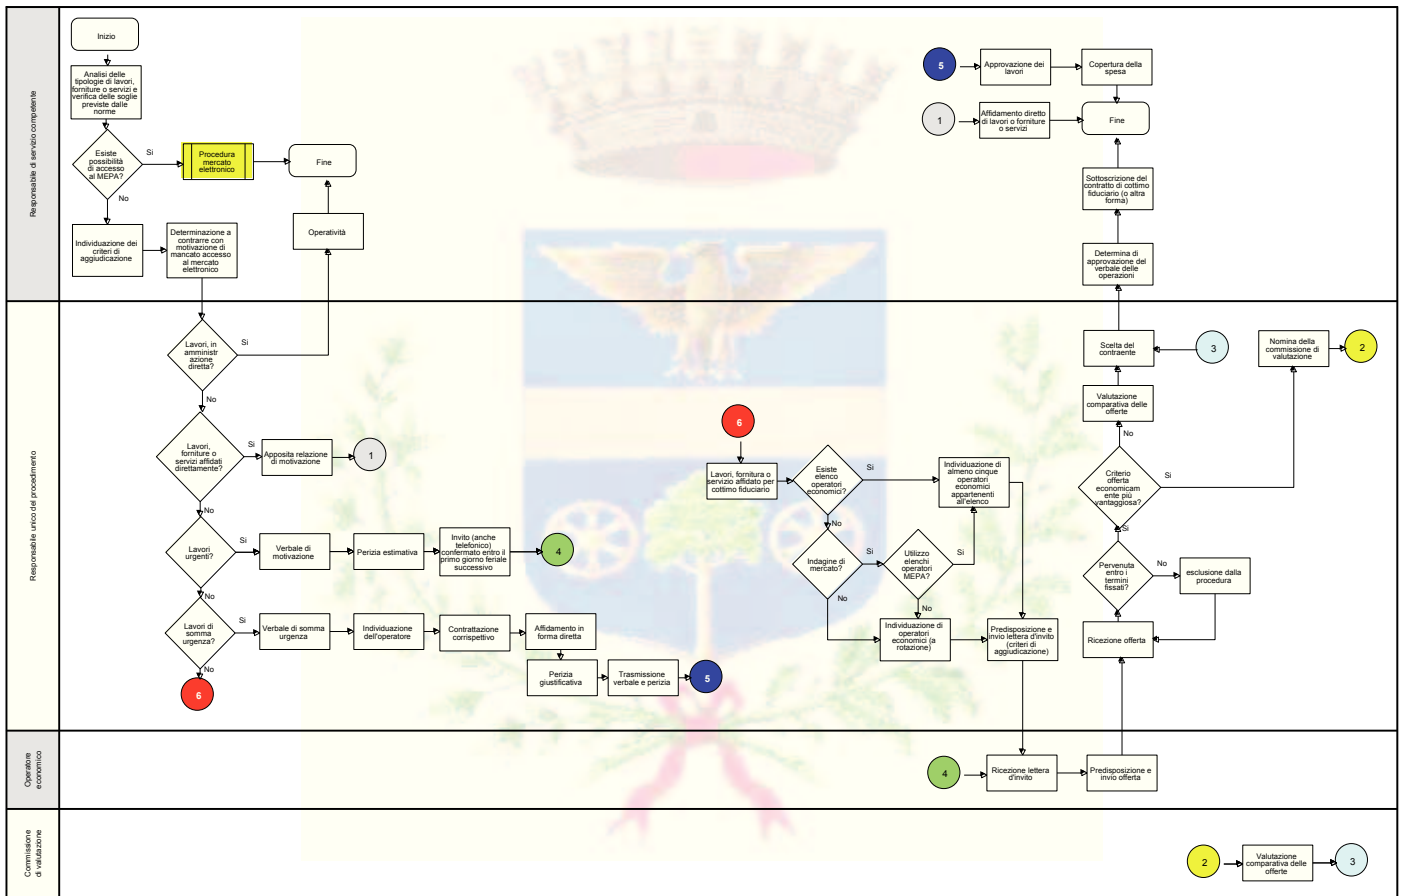 Responsabile di servizio competente
Inizio
Analisi delle
tipologie di lavori,
forniture o servizi e
verifica delle soglie
previste dalle
norme
Esiste
possibilità
di accesso
al MEPA?
Si
No
Procedura
mercato
elettronico
Fine
Operatività
Individuazione dei
criteri di
aggiudicazione
Determinazione a
contrarre con
motivazione di
mancato accesso
al mercato
elettronico
5
Approvazione dei
lavori
Copertura della
spesa
1
Affidamento diretto
di lavori o forniture
o servizi
Fine
Sottoscrizione del
contratto di cottimo
fiduciario (o altra
forma)
Determina di
approvazione del
verbale delle
operazioni
Responsabile unico del procedimento
Lavori, in
amministr
azione
diretta?
Si
No
Lavori,
forniture o
servizi affidati
direttamente?
Si
No
Apposita relazione
di motivazione
1
Lavori
urgenti?
Si
No
Verbale di
motivazione
Perizia estimativa
Invito (anche
telefonico)
confermato entro il
primo giorno feriale
successivo
4
Lavori di
somma
urgenza?
Si
No
Verbale di somma
urgenza
Individuazione
dell'operatore
Contrattazione
corrispettivo
Affidamento in
forma diretta
Perizia
giustificativa
Trasmissione
verbale e perizia
5
6
6
Lavori, fornitura o
servizio affidato per
cottimo fiduciario
Esiste
elenco
operatori
economici?
Si
No
Individuazione di
almeno cinque
operatori
economici
appartenenti
all'elenco
Indagine di
mercato?
Si
No
Utilizzo
elenchi
operatori
MEPA?
Si
No
Individuazione di
operatori
economici (a
rotazione)
Predisposizione e
invio lettera d'invito
(criteri di
aggiudicazione)
Scelta del
contraente
3
Nomina della
commissione di
valutazione
2
Valutazione
comparativa delle
offerte
No
Criterio
offerta
economicam
ente più
vantaggiosa?
Si
Si
Pervenuta
entro i
termini
fissati?
No
esclusione dalla
procedura
Ricezione offerta
Operatore
economico
4
Ricezione lettera
d'invito
Predisposizione e
invio offerta
Commissione
di valutazione
2
Valutazione
comparativa delle
offerte
3